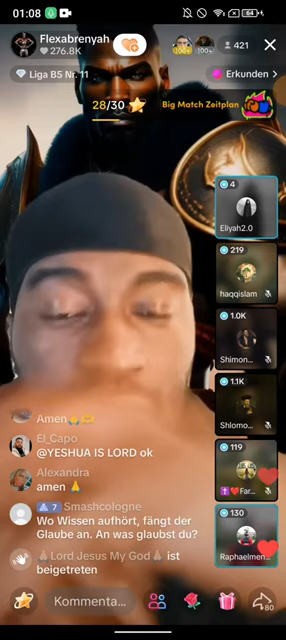 01:08
64
Flexabrenyah
276.8K
100+
100+
421
Liga B5 Nr. 11
Erkunden >
28/30
Big Match Zeitplan
4
Eliyah2.0
219
haqqislam
1.0K
Shimon...
1.1K
Shlomo...
119
Far...
130
Raphaelmen...
Amen
El_Capo
@YESHUA IS LORD ok
Alexandra
amen
7 Smashcologne
Wo Wissen aufhört, fängt der
Glaube an. An was glaubst du?
Lord Jesus My God ist
beigetreten
Kommenta...
80